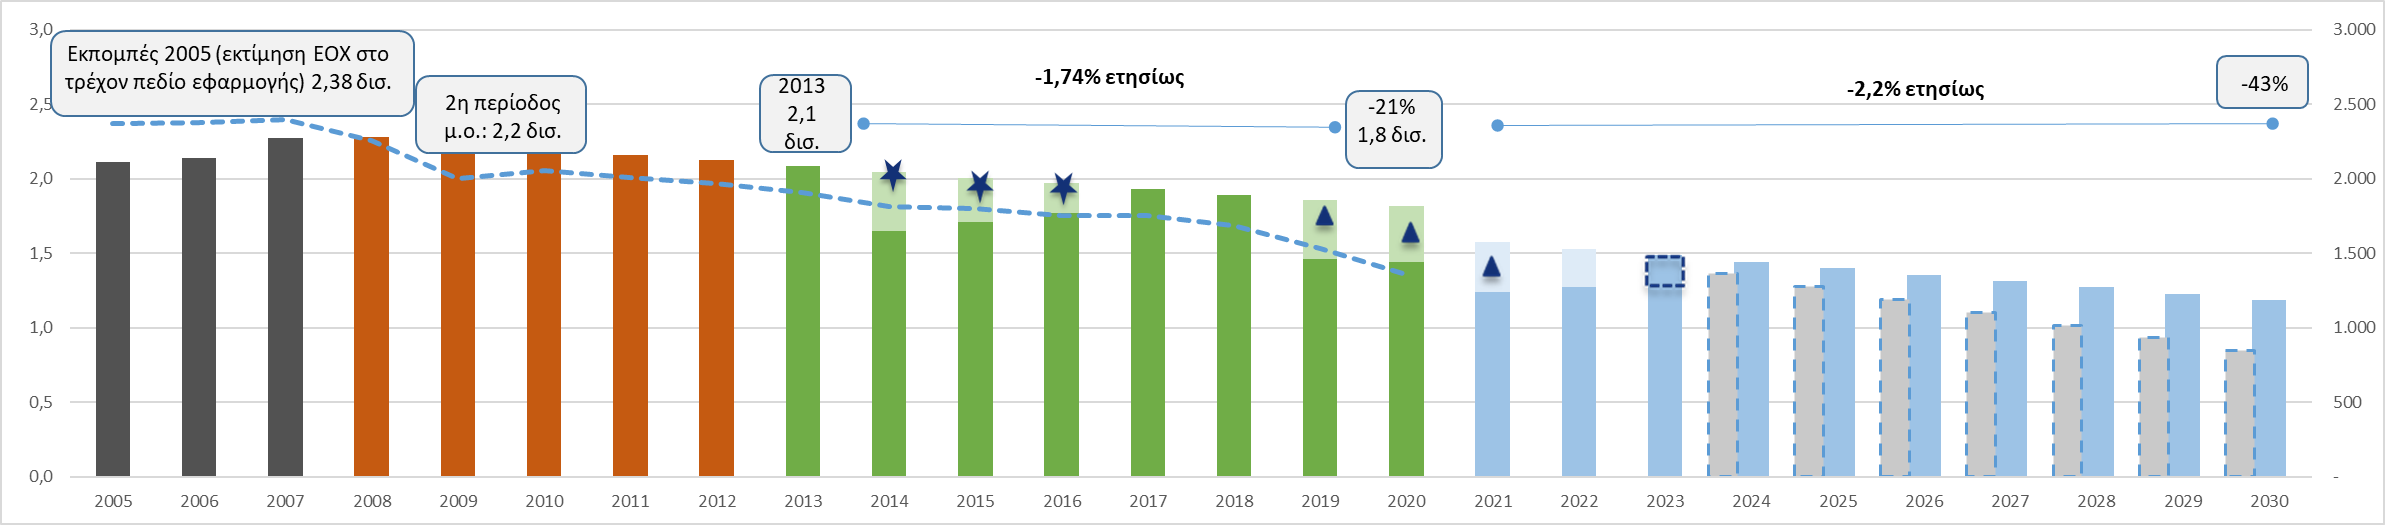 3,0
2,5
2,0
1,5
1,0
0,5
0,0
Εκπομπές 2005 (εκτίμηση ΕΟΧ στο
τρέχον πεδίο εφαρμογής) 2,38 δισ.
2η περίοδος
μ.ο.: 2,2 δισ.
2013
2,1
δισ.
-1,74% ετησίως
-21%
1,8 δισ.
-2,2% ετησίως
-43%
3.000
2.500
2.000
1.500
1.000
500
-
2005 2006 2007 2008 2009 2010 2011 2012 2013 2014 2015 2016 2017 2018 2019 2020 2021 2022 2023 2024 2025 2026 2027 2028 2029 2030